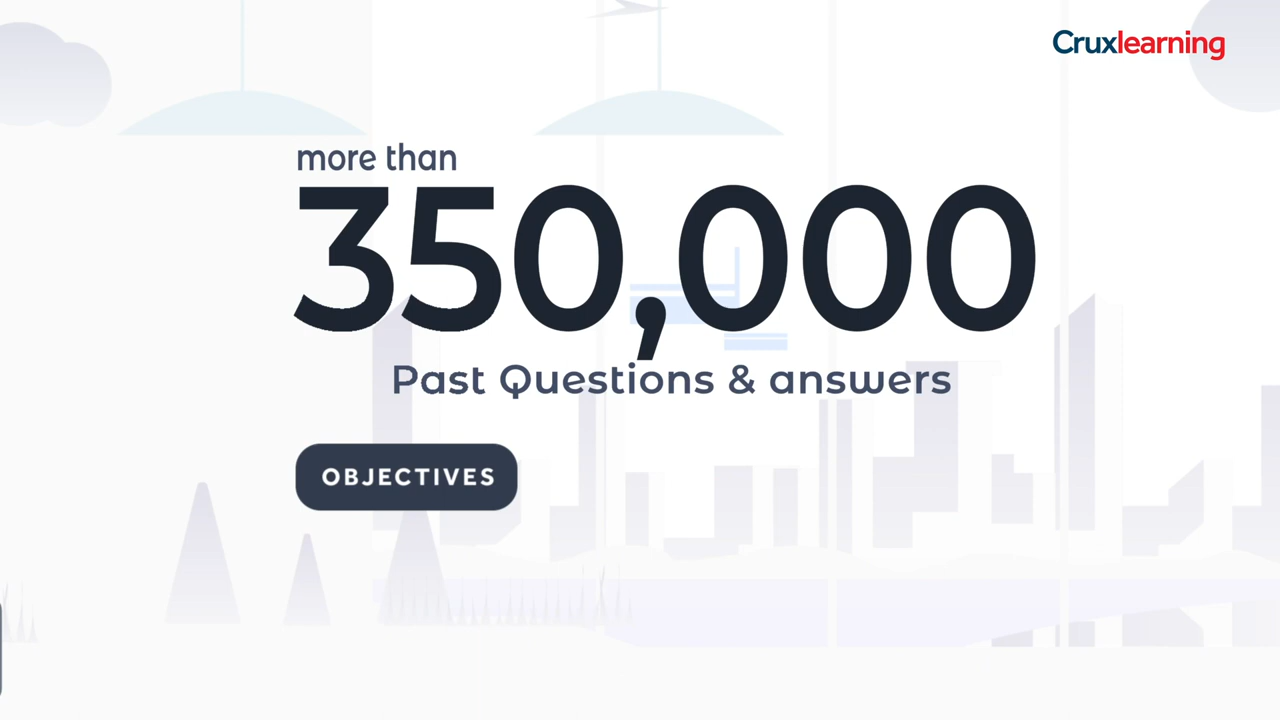 Cruxlearning
more than
350,000
Past Questions & answers
OBJECTIVES